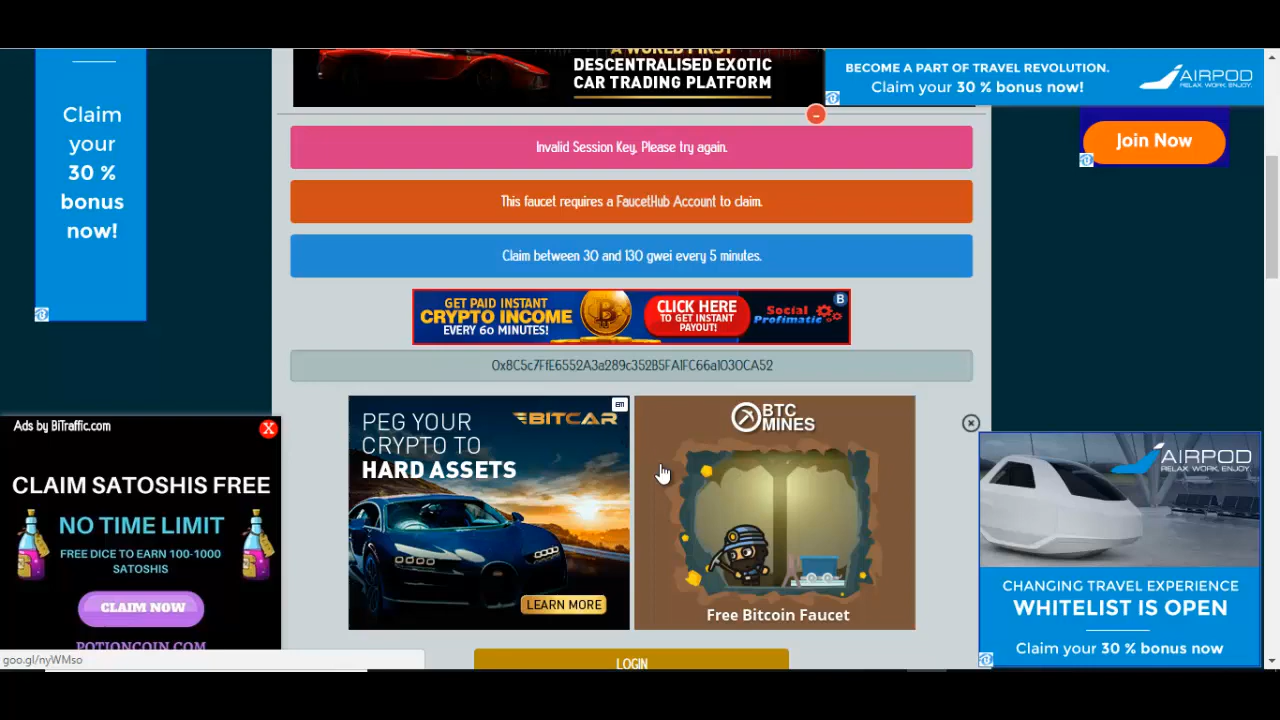 A WORLD FIRST
DESCENTRALISED EXOTIC
CAR TRADING PLATFORM
BECOME A PART OF TRAVEL REVOLUTION.
Claim your 30 % bonus now!
AIRPOD
RELAX. WORK. ENJOY.
Claim
your
30 %
bonus
now!
Join Now
Invalid Session Key, Please try again.
This faucet requires a FaucetHub Account to claim.
Claim between 30 and 130 gwei every 5 minutes.
GET PAID INSTANT
CRYPTO INCOME
EVERY 60 MINUTES!
CLICK HERE
TO GET INSTANT
PAYOUT!
Social
Profimatic
B
0x8C5c7FfE6552A3a289c352B5FA1FC66a1030CA52
PEG YOUR
CRYPTO TO
HARD ASSETS
BITCAR
LEARN MORE
BTC
MINES
Free Bitcoin Faucet
Ads by BiTraffic.com
X
CLAIM SATOSHIS FREE
NO TIME LIMIT
FREE DICE TO EARN 100-1000
SATOSHIS
CLAIM NOW
POTIONCOIN.COM
goo.gl/nyWMso
LOGIN
AIRPOD
RELAX. WORK. ENJOY.
CHANGING TRAVEL EXPERIENCE
WHITELIST IS OPEN
Claim your 30 % bonus now